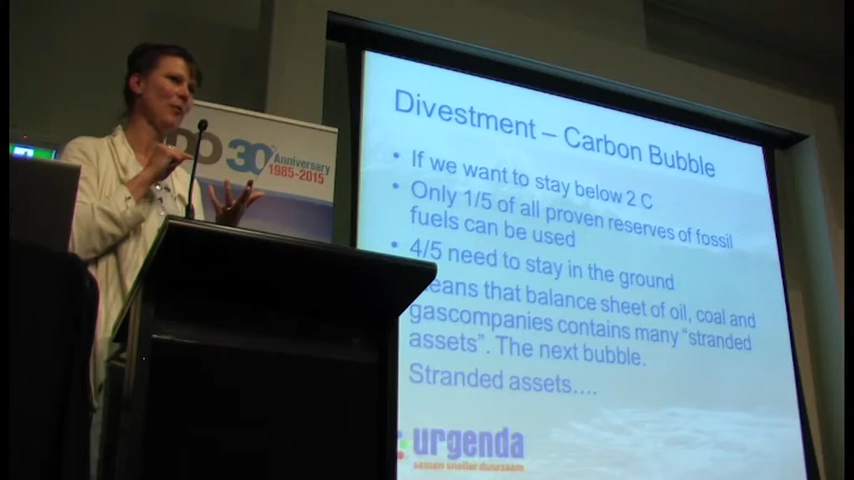 30th Anniversary
1985-2015
Divestment – Carbon Bubble
• If we want to stay below 2 C
• Only 1/5 of all proven reserves of fossil
fuels can be used
• 4/5 need to stay in the ground
means that balance sheet of oil, coal and
gascompanies contains many “stranded
assets”. The next bubble.
Stranded assets….
urgenda
samen sneller duurzaam